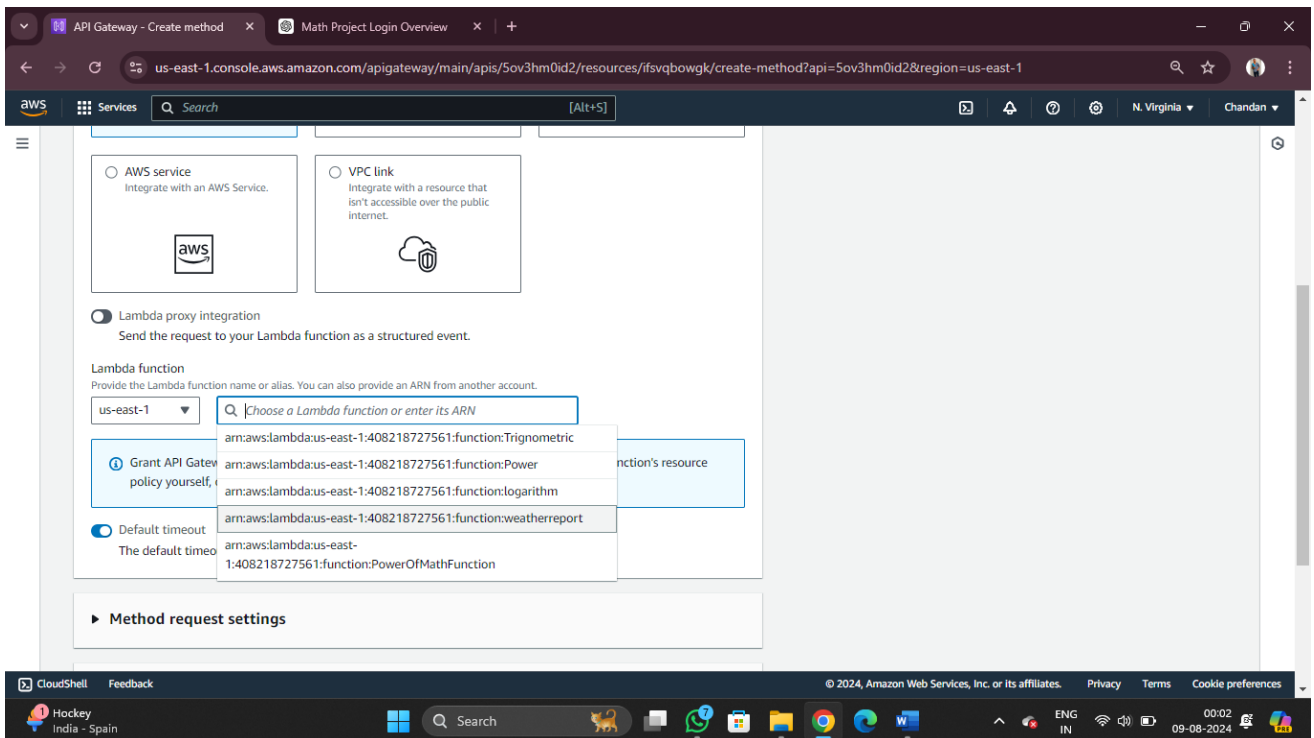 API Gateway - Create method
Math Project Login Overview
us-east-1.console.aws.amazon.com/apigateway/main/apis/5ov3hm0id2/resources/ifsvqbowgk/create-method?api=5ov3hm0id2&region=us-east-1
aws
Services
Search
[Alt+S]
N. Virginia
Chandan
AWS service
Integrate with an AWS Service.
aws
VPC link
Integrate with a resource that
isn't accessible over the public
internet.
Lambda proxy integration
Send the request to your Lambda function as a structured event.
Lambda function
Provide the Lambda function name or alias. You can also provide an ARN from another account.
us-east-1
Choose a Lambda function or enter its ARN
arn:aws:lambda:us-east-1:408218727561:function:Trignometric
arn:aws:lambda:us-east-1:408218727561:function:Power
arn:aws:lambda:us-east-1:408218727561:function:logarithm
arn:aws:lambda:us-east-1:408218727561:function:weatherreport
arn:aws:lambda:us-east-
1:408218727561:function:PowerOfMathFunction
Grant API Gatew
nction's resource
policy yourself,
Default timeout
The default timeo
Method request settings
CloudShell
Feedback
© 2024, Amazon Web Services, Inc. or its affiliates.
Privacy
Terms
Cookie preferences
1
Hockey
India - Spain
Search
7
ENG
IN
00:02
09-08-2024
PRE